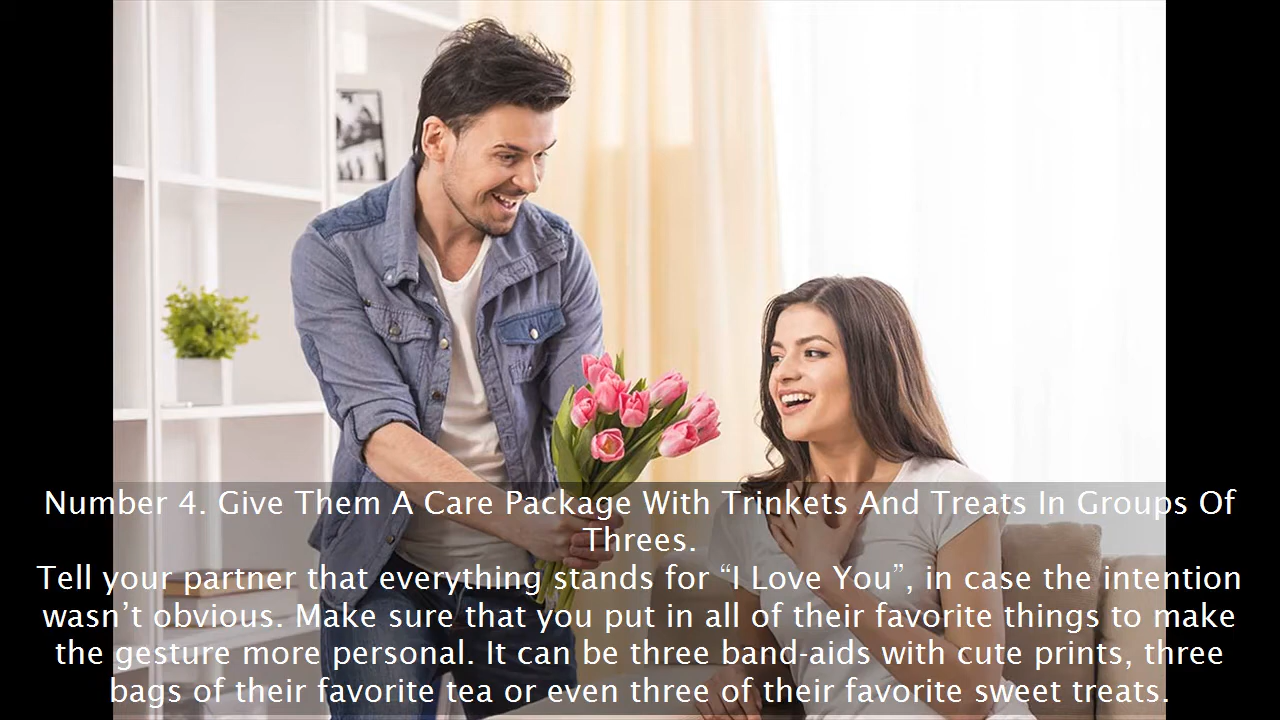 Number 4. Give Them A Care Package With Trinkets And Treats In Groups Of
Threes.
Tell your partner that everything stands for “I Love You”, in case the intention
wasn’t obvious. Make sure that you put in all of their favorite things to make
the gesture more personal. It can be three band-aids with cute prints, three
bags of their favorite tea or even three of their favorite sweet treats.